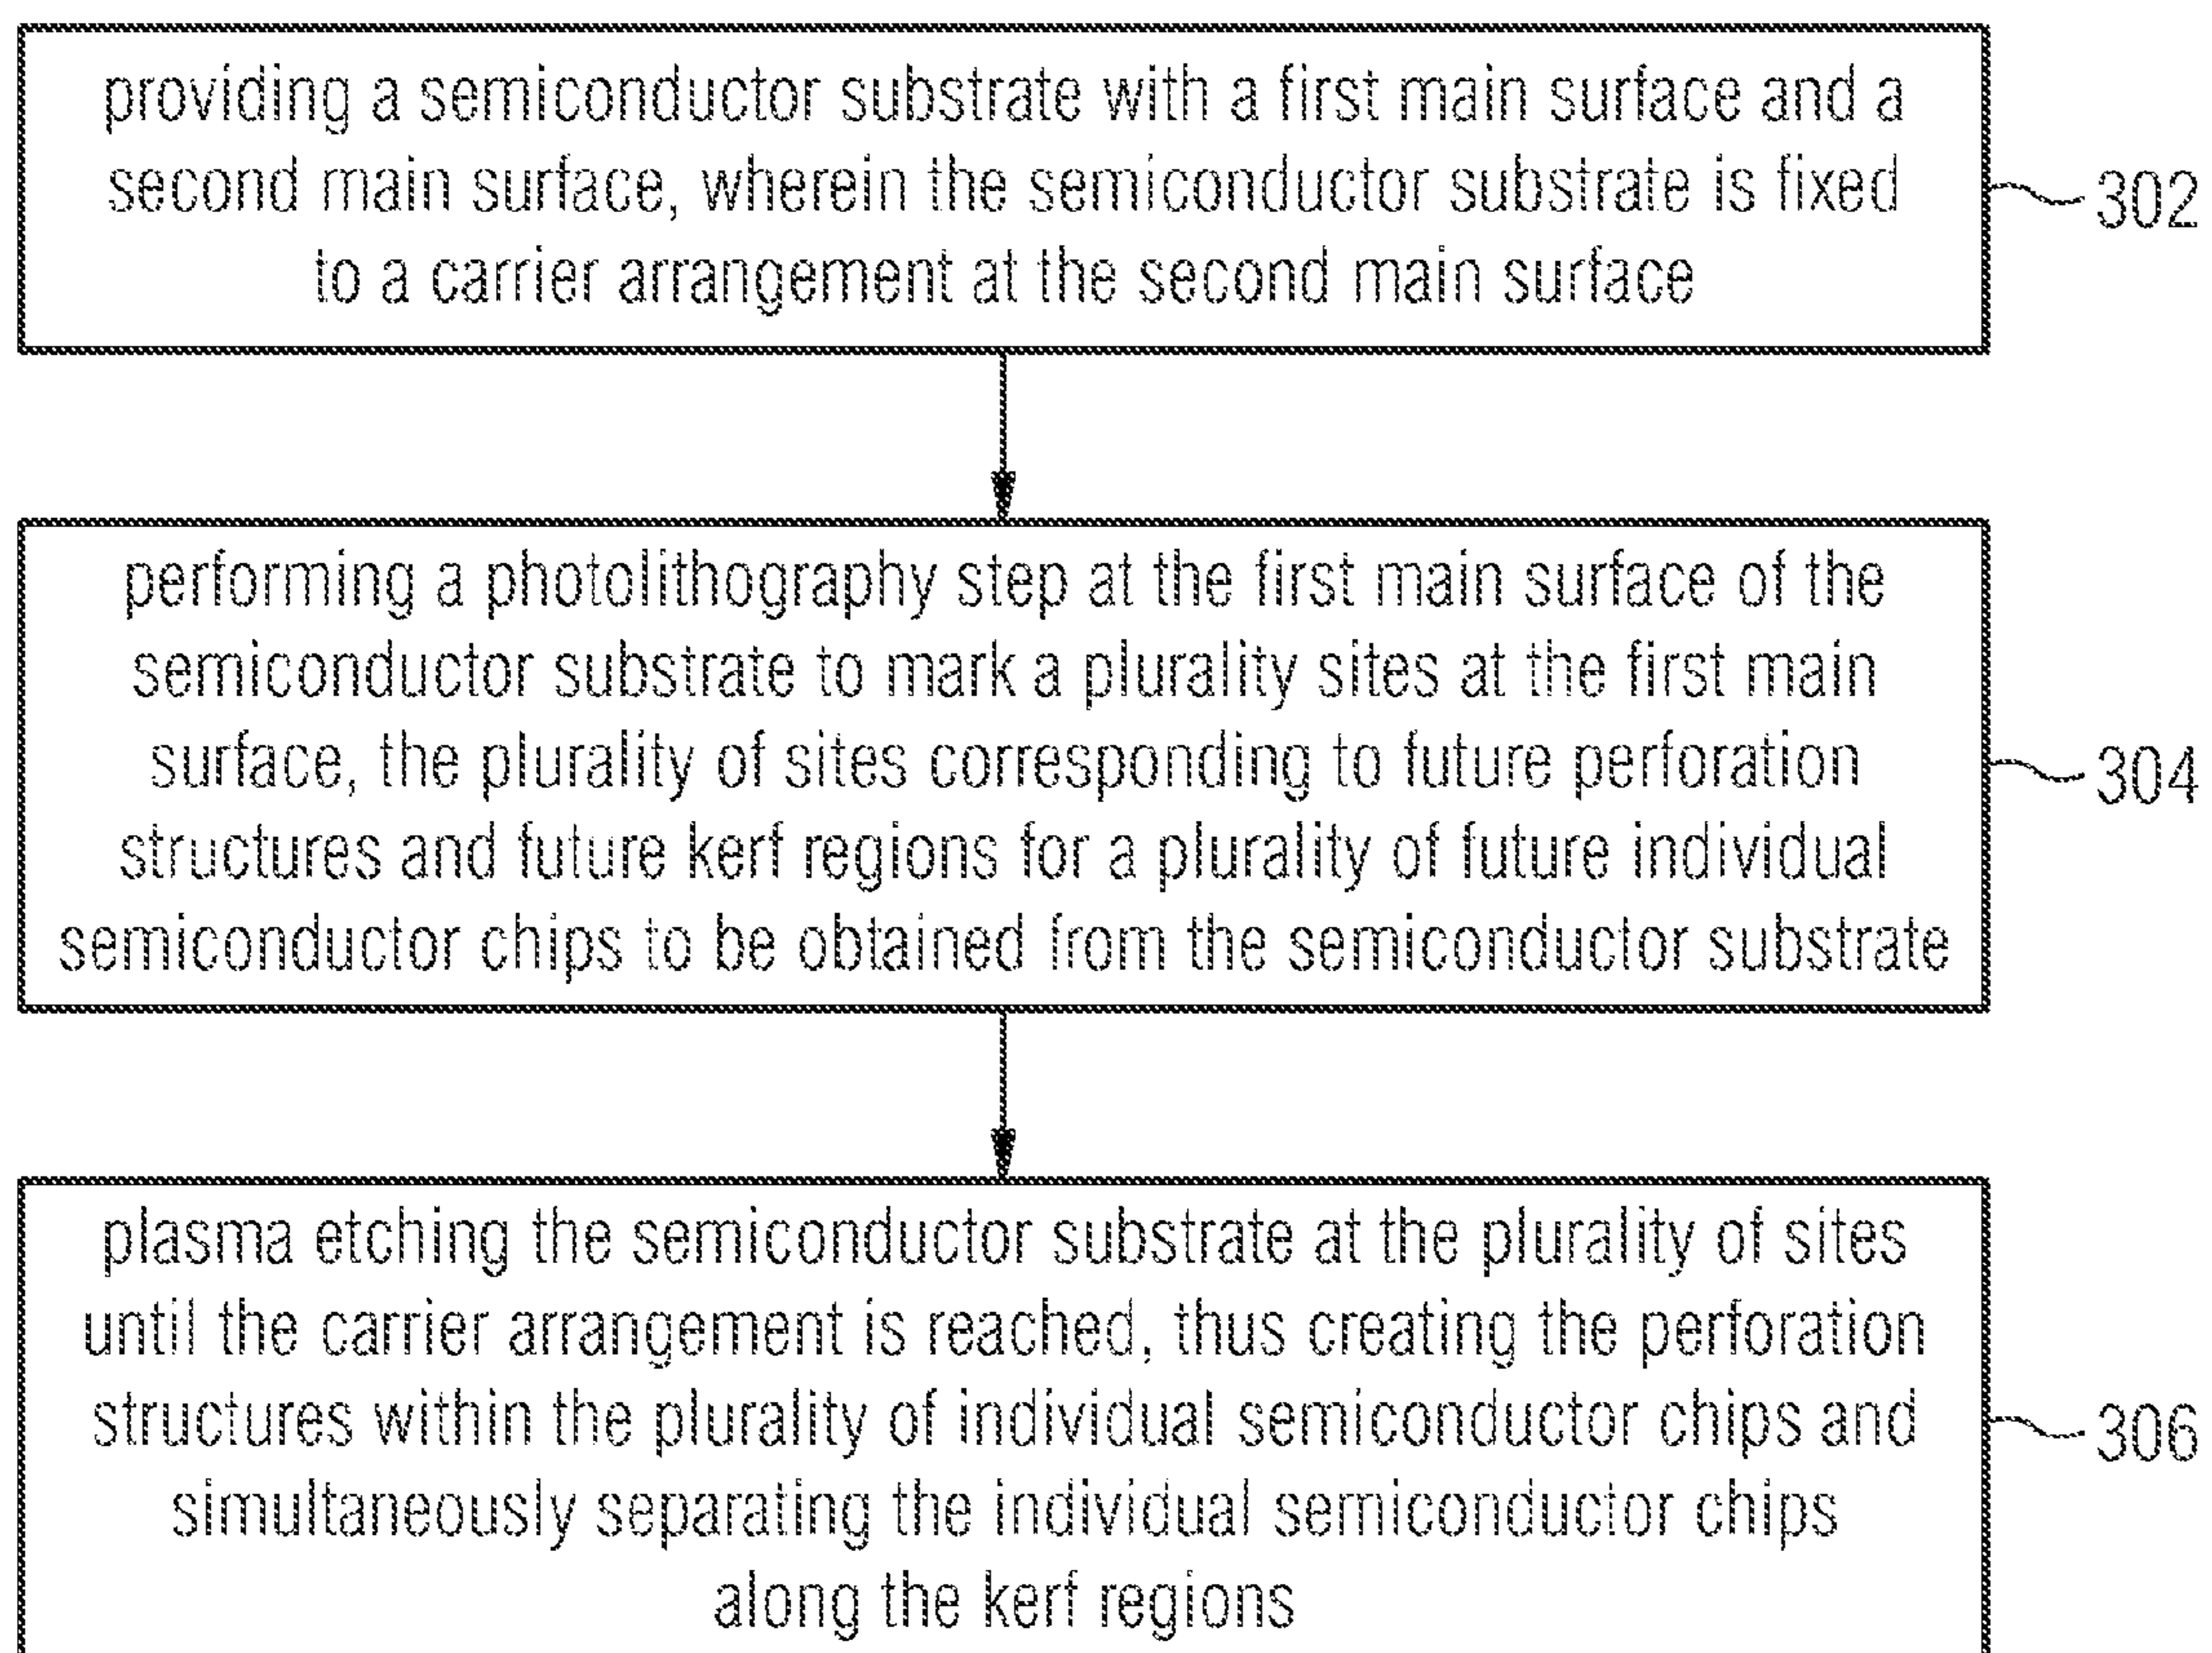 providing a semiconductor substrate with a first main surface and a
second main surface, wherein the semiconductor substrate is fixed
to a carrier arrangement at the second main surface
302
performing a photolithography step at the first main surface of the
semiconductor substrate to mark a plurality sites at the first main
surface, the plurality of sites corresponding to future perforation
structures and future kerf regions for a plurality of future individual
semiconductor chips to be obtained from the semiconductor substrate
304
plasma etching the semiconductor substrate at the plurality of sites
until the carrier arrangement is reached, thus creating the perforation
structures within the plurality of individual semiconductor chips and
simultaneously separating the individual semiconductor chips
along the kerf regions
306